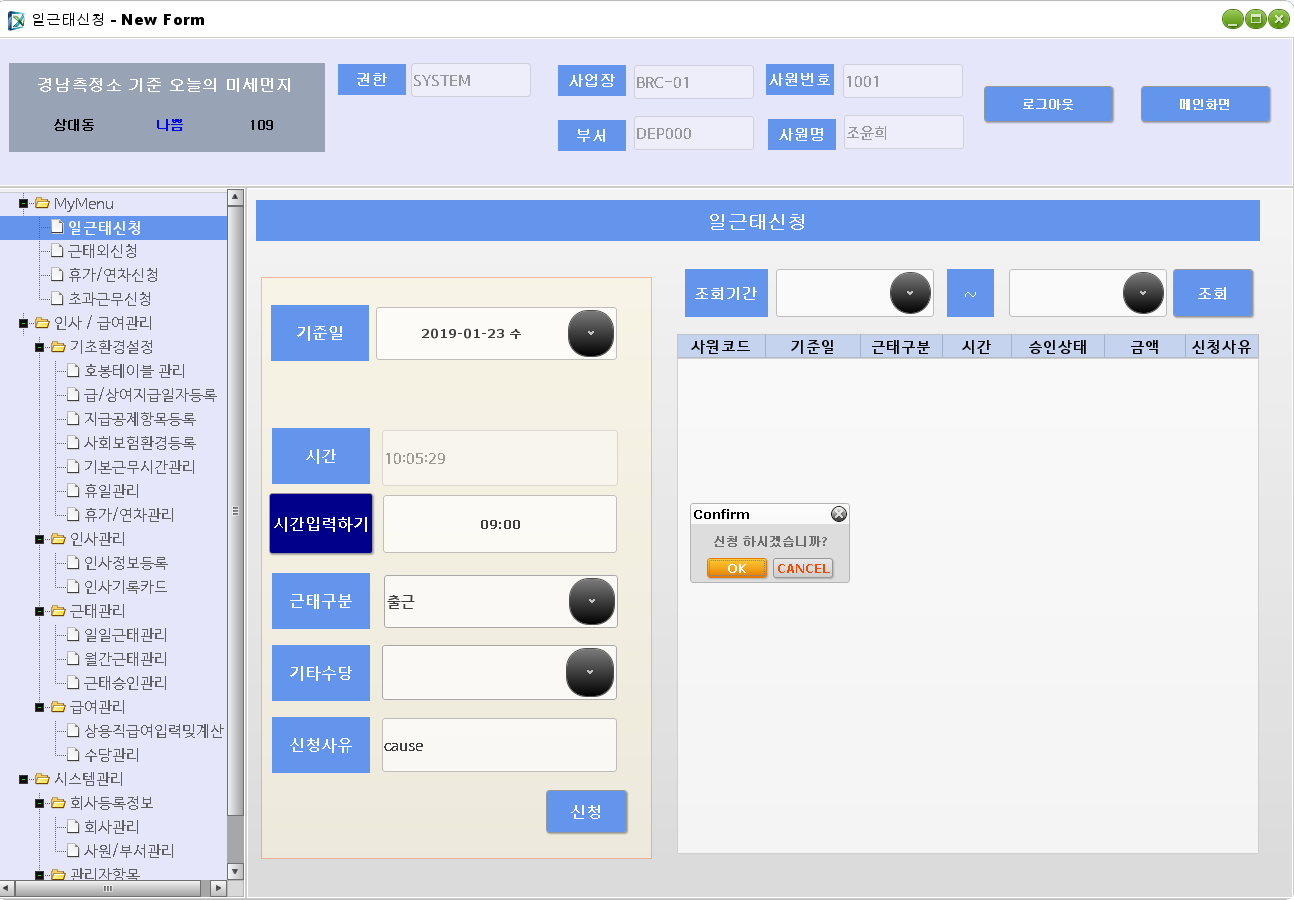 일근태신청 - New Form
경남측정소 기준 오늘의 미세먼지
상대동 나쁨 109
권한 SYSTEM
사업장 BRC-01
사원번호 1001
부서 DEP000
사원명 조윤희
로그아웃
메인화면
MyMenu
일근태신청
근태외신청
휴가/연차신청
초과근무신청
인사 / 급여관리
기초환경설정
호봉테이블 관리
급/상여지급일자등록
지급공제항목등록
사회보험환경등록
기본근무시간관리
휴일관리
휴가/연차관리
인사관리
인사정보등록
인사기록카드
근태관리
일일근태관리
월간근태관리
근태승인관리
급여관리
상용직급여입력및계산
수당관리
시스템관리
회사등록정보
회사관리
사원/부서관리
관리자항목
일근태신청
기준일 2019-01-23 수
시간 10:05:29
시간입력하기 09:00
근태구분 출근
기타수당
신청사유 cause
신청
조회기간 ~ 조회
사원코드 기준일 근태구분 시간 승인상태 금액 신청사유
Confirm
신청 하시겠습니까?
OK CANCEL